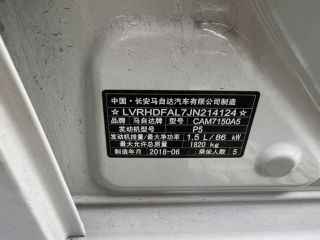 中国·长安马自达汽车有限公司制造
☆LVRHDFAL7JN214124☆
品牌 马自达牌 型号 CAM7150A5
发动机型号 P5
发动机排量/最大净功率 1.5 L/86 kW
最大允许总质量 1820 kg
制造年月 2018-06 乘坐人数 5